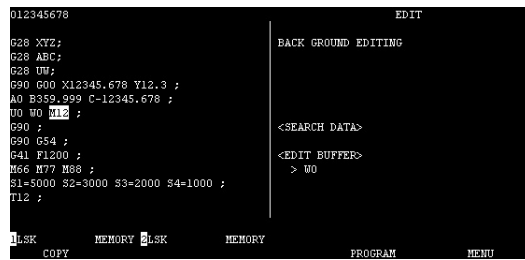 012345678 EDIT
G28 XYZ;
G28 ABC;
G28 UW;
G90 G00 X12345.678 Y12.3 ;
A0 B359.999 C-12345.678 ;
U0 W0 M12 ;
G90 ;
G90 G54 ;
G41 F1200 ;
M66 M77 M88 ;
S1=5000 S2=3000 S3=2000 S4=1000 ;
T12 ;
BACK GROUND EDITING
<SEARCH DATA>
<EDIT BUFFER>
> W0
1LSK MEMORY 2LSK MEMORY
COPY PROGRAM MENU